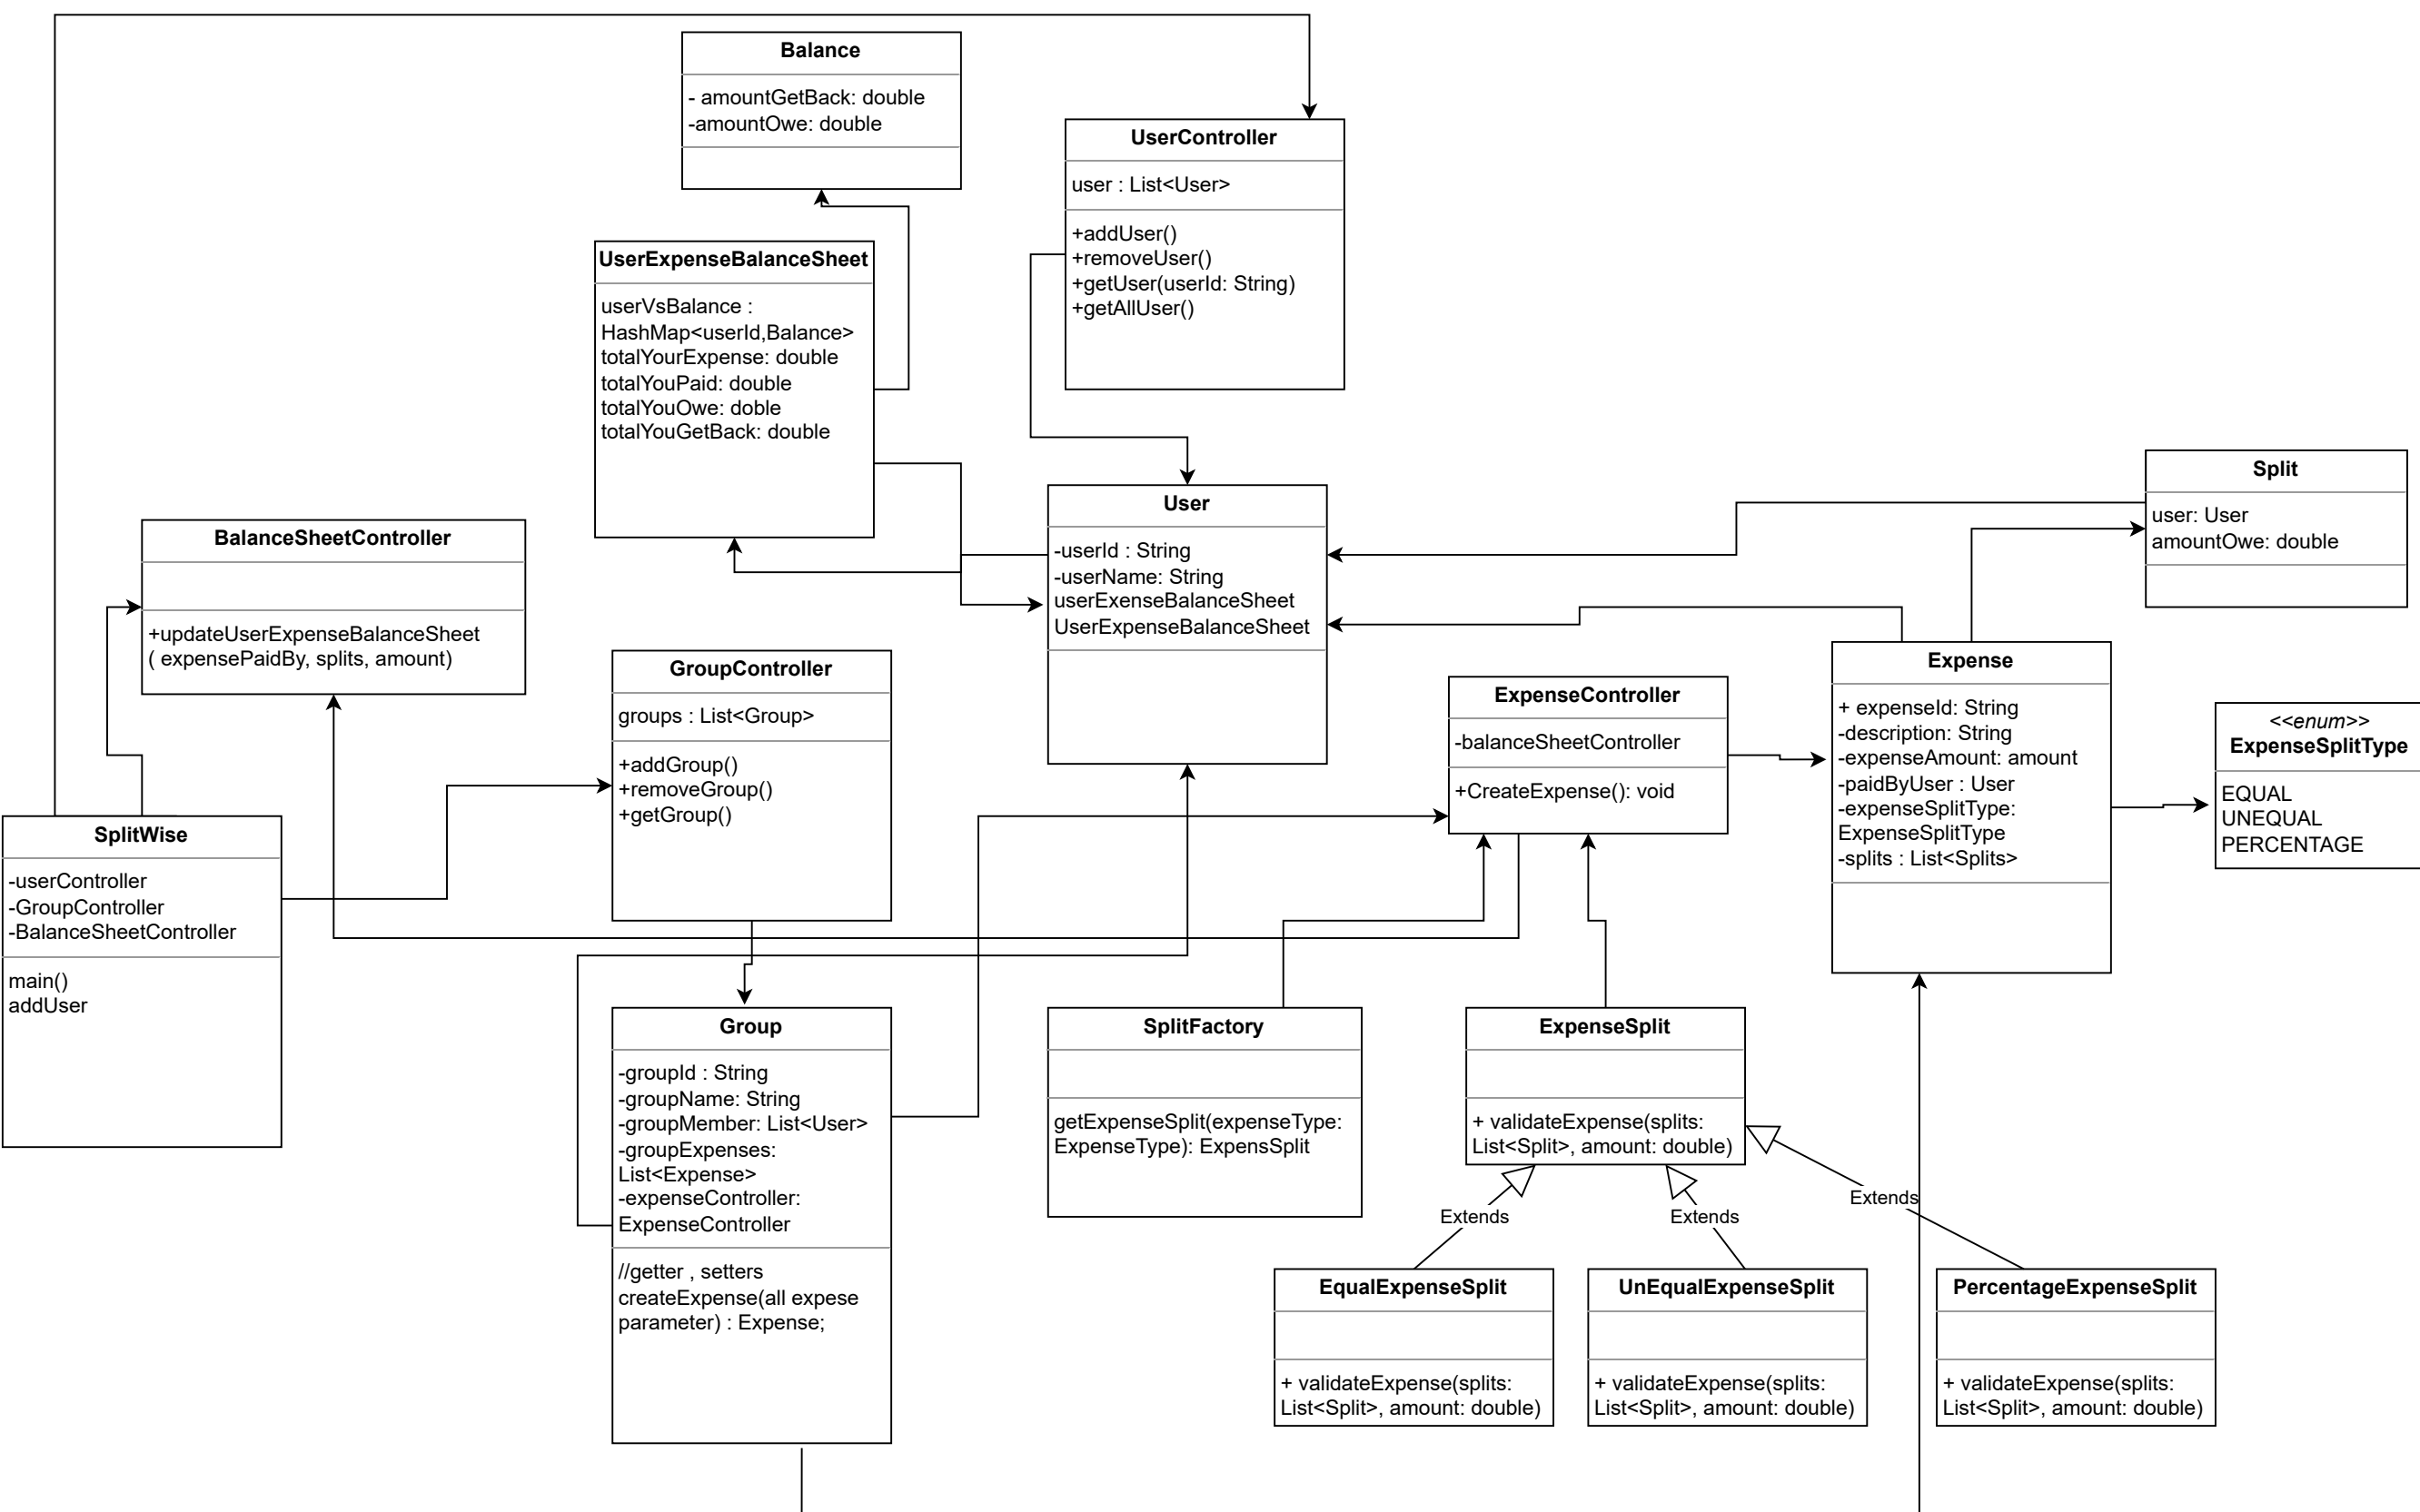 Balance
- amountGetBack: double
-amountOwe: double
UserController
user : List<User>
+addUser()
+removeUser()
+getUser(userId: String)
+getAllUser()
UserExpenseBalanceSheet
userVsBalance :
HashMap<userId,Balance>
totalYourExpense: double
totalYouPaid: double
totalYouOwe: doble
totalYouGetBack: double
Split
user: User
amountOwe: double
User
-userId : String
-userName: String
userExenseBalanceSheet
UserExpenseBalanceSheet
BalanceSheetController
+updateUserExpenseBalanceSheet
( expensePaidBy, splits, amount)
GroupController
groups : List<Group>
+addGroup()
+removeGroup()
+getGroup()
ExpenseController
-balanceSheetController
+CreateExpense(): void
Expense
+ expenseId: String
-description: String
-expenseAmount: amount
-paidByUser : User
-expenseSplitType:
ExpenseSplitType
-splits : List<Splits>
<<enum>>
ExpenseSplitType
EQUAL
UNEQUAL
PERCENTAGE
SplitWise
-userController
-GroupController
-BalanceSheetController
main()
addUser
Group
-groupId : String
-groupName: String
-groupMember: List<User>
-groupExpenses:
List<Expense>
-expenseController:
ExpenseController
//getter , setters
createExpense(all expese
parameter) : Expense;
SplitFactory
getExpenseSplit(expenseType:
ExpenseType): ExpensSplit
ExpenseSplit
+ validateExpense(splits:
List<Split>, amount: double)
Extends
Extends
Extends
EqualExpenseSplit
+ validateExpense(splits:
List<Split>, amount: double)
UnEqualExpenseSplit
+ validateExpense(splits:
List<Split>, amount: double)
PercentageExpenseSplit
+ validateExpense(splits:
List<Split>, amount: double)